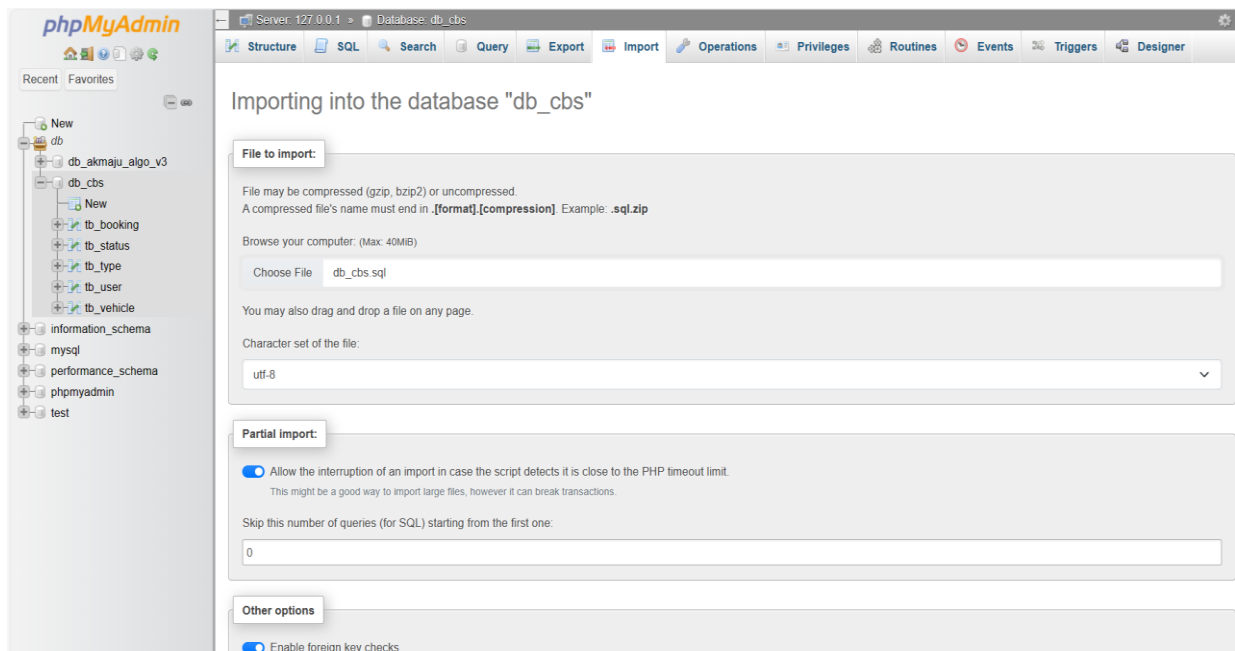 phpMyAdmin
Recent Favorites
New
db
db_akmaju_algo_v3
db_cbs
New
tb_booking
tb_status
tb_type
tb_user
tb_vehicle
information_schema
mysql
performance_schema
phpmyadmin
test
Server: 127.0.0.1 » Database: db_cbs
Structure SQL Search Query Export Import Operations Privileges Routines Events Triggers Designer
Importing into the database "db_cbs"
File to import:
File may be compressed (gzip, bzip2) or uncompressed.
A compressed file's name must end in .[format].[compression]. Example: .sql.zip
Browse your computer: (Max: 40MiB)
Choose File db_cbs.sql
You may also drag and drop a file on any page.
Character set of the file:
utf-8
Partial import:
Allow the interruption of an import in case the script detects it is close to the PHP timeout limit.
This might be a good way to import large files, however it can break transactions.
Skip this number of queries (for SQL) starting from the first one:
0
Other options
Enable foreign key checks